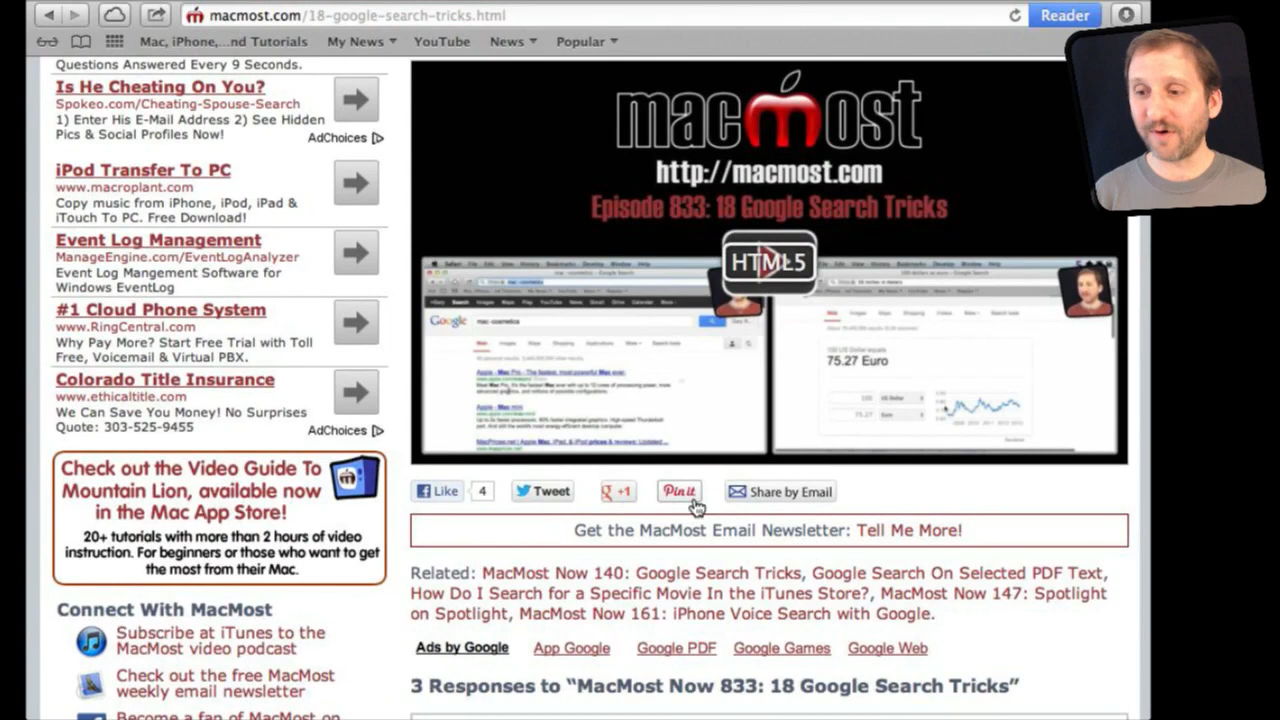 macmost.com/18-google-search-tricks.html
Reader
Mac, iPhone,...nd Tutorials
My News
YouTube
News
Popular
Questions Answered Every 9 Seconds.
Is He Cheating On You?
Spokeo.com/Cheating-Spouse-Search
1) Enter His E-Mail Address 2) See Hidden
Pics & Social Profiles Now!
AdChoices
iPod Transfer To PC
www.macroplant.com
Copy music from iPhone, iPod, iPad &
iTouch To PC. Free Download!
Event Log Management
ManageEngine.com/EventLogAnalyzer
Event Log Mangement Software for
Windows EventLog
#1 Cloud Phone System
www.RingCentral.com
Why Pay More? Start Free Trial with Toll
Free, Voicemail & Virtual PBX.
Colorado Title Insurance
www.ethicaltitle.com
We Can Save You Money! No Surprises
Quote: 303-525-9455
AdChoices
Check out the Video Guide To
Mountain Lion, available now
in the Mac App Store!
20+ tutorials with more than 2 hours of video
instruction. For beginners or those who want to get
the most from their Mac.
Connect With MacMost
Subscribe at iTunes to the
MacMost video podcast
Check out the free MacMost
weekly email newsletter
Become a fan of MacMost on
macmost
http://macmost.com
Episode 833: 18 Google Search Tricks
HTML5
Google
mac -cosmetics
75.27 Euro
Like
4
Tweet
g +1
Pin it
Share by Email
Get the MacMost Email Newsletter: Tell Me More!
Related: MacMost Now 140: Google Search Tricks, Google Search On Selected PDF Text,
How Do I Search for a Specific Movie In the iTunes Store?, MacMost Now 147: Spotlight
on Spotlight, MacMost Now 161: iPhone Voice Search with Google.
Ads by Google
App Google
Google PDF
Google Games
Google Web
3 Responses to “MacMost Now 833: 18 Google Search Tricks”